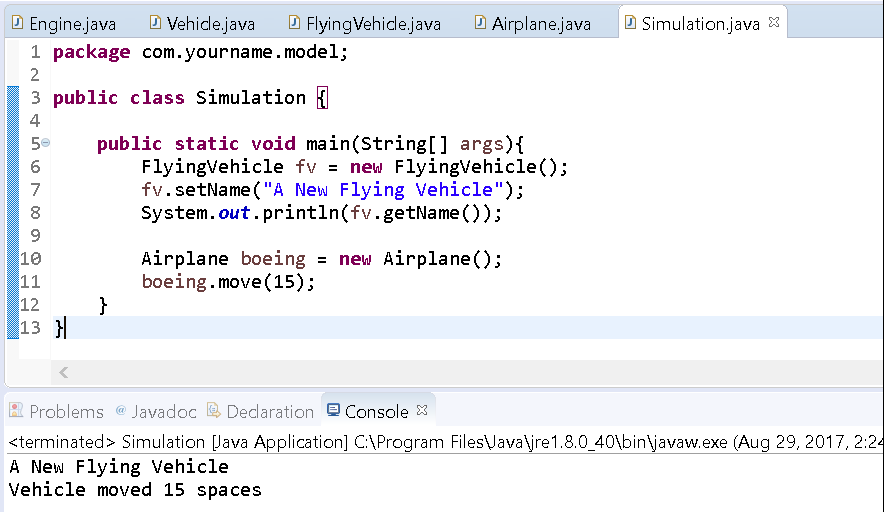 Engine.java Vehicle.java FlyingVehicle.java Airplane.java Simulation.java
1 package com.yourname.model;
2
3 public class Simulation {
4
5 public static void main(String[] args){
6 FlyingVehicle fv = new FlyingVehicle();
7 fv.setName("A New Flying Vehicle");
8 System.out.println(fv.getName());
9
10 Airplane boeing = new Airplane();
11 boeing.move(15);
12 }
13 }
Problems @ Javadoc Declaration Console
<terminated> Simulation [Java Application] C:\Program Files\Java\jre1.8.0_40\bin\javaw.exe (Aug 29, 2017, 2:24
A New Flying Vehicle
Vehicle moved 15 spaces